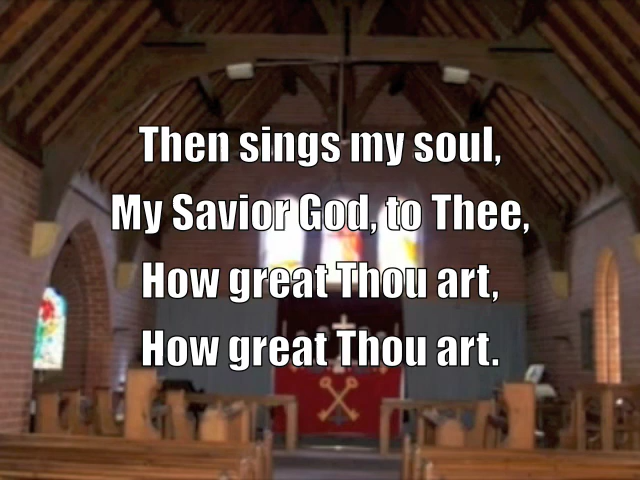 Then sings my soul,
My Savior God, to Thee,
How great Thou art,
How great Thou art.